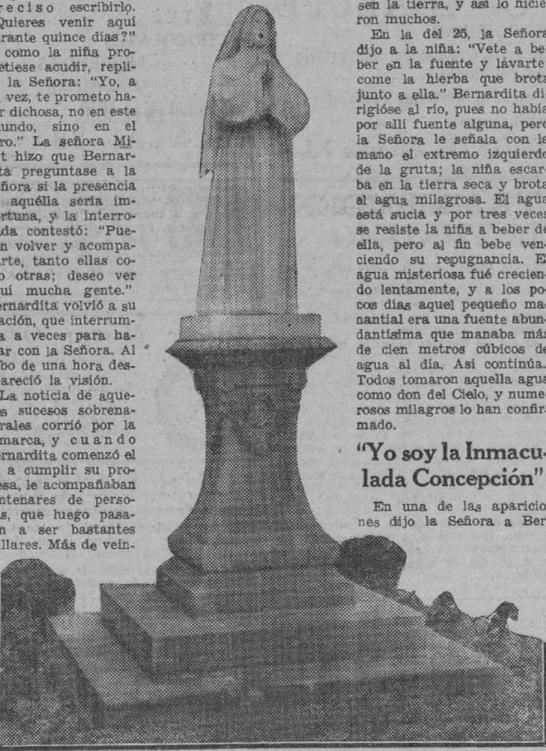 reciso escribirlo.
Quieres venir aquí
rante quince días?"
como la niña pro-
etiese acudir, repli-
la Señora: "Yo, a
vez, te prometo ha-
r dichosa, no en este
undo, sino en el
ro." La señora Mi-
t hizo que Bernar-
ta preguntase a la
ñora si la presencia
aquélla sería im-
rtuna, y la interro-
da contestó: "Pue-
n volver y acompa-
rte, tanto ellas co-
o otras; deseo ver
uí mucha gente."
ernardita volvió a su
ación, que interrum-
a a veces para ha-
ar con la Señora. Al
bo de una hora des-
areció la visión.
La noticia de aque-
s sucesos sobrena-
rales corrió por la
marca, y cuando
ernardita comenzó el
a cumplir su pro-
esa, le acompañaban
ntenares de perso-
s, que luego pasa-
n a ser bastantes
llares. Más de vein-
sen la tierra, y así lo hicie
ron muchos.
En la del 25, la Señora
dijo a la niña: "Vete a be-
ber en la fuente y lávarte
come la hierba que brota
junto a ella." Bernardita di
rigióse al río, pues no había
por allí fuente alguna, pero
la Señora le señala con la
mano el extremo izquierdo
de la gruta; la niña escar-
ba en la tierra seca y brota
el agua milagrosa. El agua
está sucia y por tres veces
se resiste la niña a beber de
ella, pero al fin bebe ven-
ciendo su repugnancia. E
agua misteriosa fué crecien-
do lentamente, y a los po-
cos días aquel pequeño ma-
nantial era una fuente abun-
dantísima que manaba más
de cien metros cúbicos de
agua al día. Así continúa.
Todos tomaron aquella agua
como don del Cielo, y nume-
rosos milagros lo han confir-
mado.
"Yo soy la Inmacu-
lada Concepción"
En una de las aparicio
nes dijo la Señora a Ber